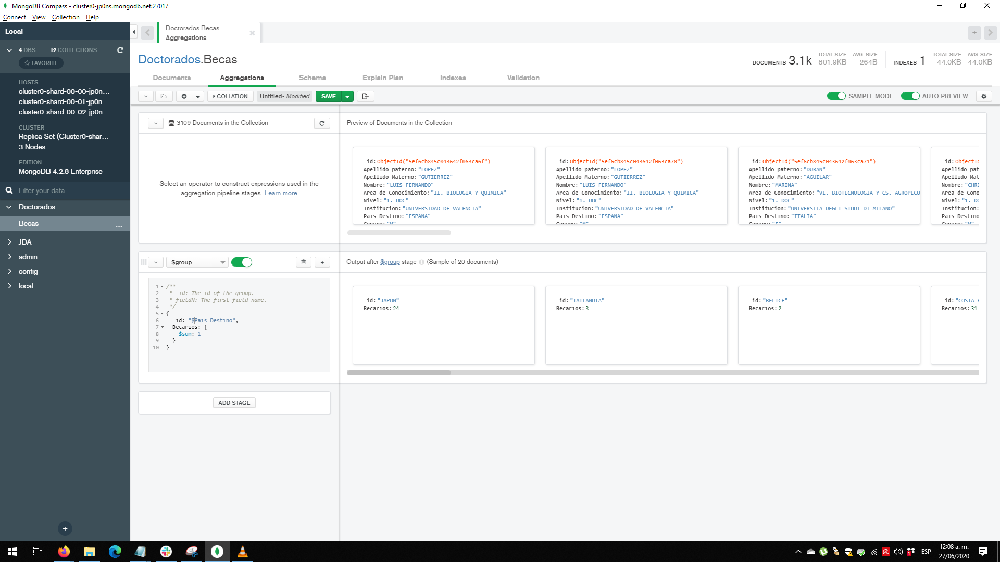 MongoDB Compass - cluster0-jp0ns.mongodb.net:27017
Connect View Collection Help
Local
4 DBS 12 COLLECTIONS
FAVORITE
HOSTS
cluster0-shard-00-00-jp0n...
cluster0-shard-00-01-jp0n...
cluster0-shard-00-02-jp0n...
CLUSTER
Replica Set (Cluster0-shar...
3 Nodes
EDITION
MongoDB 4.2.8 Enterprise
Filter your data
Doctorados
Becas ...
JDA
admin
config
local
Doctorados.Becas
Aggregations
Doctorados.Becas
DOCUMENTS 3.1k TOTAL SIZE 801.9KB AVG. SIZE 264B INDEXES 1 TOTAL SIZE 44.0KB AVG. SIZE 44.0KB
Documents Aggregations Schema Explain Plan Indexes Validation
COLLATION Untitled- Modified SAVE SAMPLE MODE AUTO PREVIEW
3109 Documents in the Collection
Preview of Documents in the Collection
Select an operator to construct expressions used in the
aggregation pipeline stages. Learn more
_id: ObjectId("5ef6cb845c043642f063ca6f")
Apellido paterno: "LOPEZ"
Apellido Materno: "GUTIERREZ"
Nombre: "LUIS FERNANDO"
Area de Conocimiento: "II. BIOLOGIA Y QUIMICA"
Nivel: "1. DOC"
Institucion: "UNIVERSIDAD DE VALENCIA"
Pais Destino: "ESPANA"
Genero: "M"
_id: ObjectId("5ef6cb845c043642f063ca70")
Apellido paterno: "LOPEZ"
Apellido Materno: "GUTIERREZ"
Nombre: "LUIS FERNANDO"
Area de Conocimiento: "II. BIOLOGIA Y QUIMICA"
Nivel: "1. DOC"
Institucion: "UNIVERSIDAD DE VALENCIA"
Pais Destino: "ESPANA"
Genero: "M"
_id: ObjectId("5ef6cb845c043642f063ca71")
Apellido paterno: "DURAN"
Apellido Materno: "AGUILAR"
Nombre: "MARINA"
Area de Conocimiento: "VI. BIOTECNOLOGIA Y CS. AGROPECU
Nivel: "1. DOC"
Institucion: "UNIVERSITA DEGLI STUDI DI MILANO"
Pais Destino: "ITALIA"
Genero: "F"
_id: ObjectI
Apellido pat
Apellido Mat
Nombre: "CHRI
Area de Cono
Nivel: "1. DO
Institucion:
Pais Destino
Genero: "M"
$group
Output after $group stage (Sample of 20 documents)
1 /**
2 * _id: The id of the group.
3 * fieldN: The first field name.
4 */
5 {
6 _id: "$Pais Destino",
7 Becarios: {
8 $sum: 1
9 }
10 }
_id: "JAPON"
Becarios: 24
_id: "TAILANDIA"
Becarios: 3
_id: "BELICE"
Becarios: 2
_id: "COSTA R
Becarios: 31
ADD STAGE
ESP
12:08 a. m.
27/06/2020